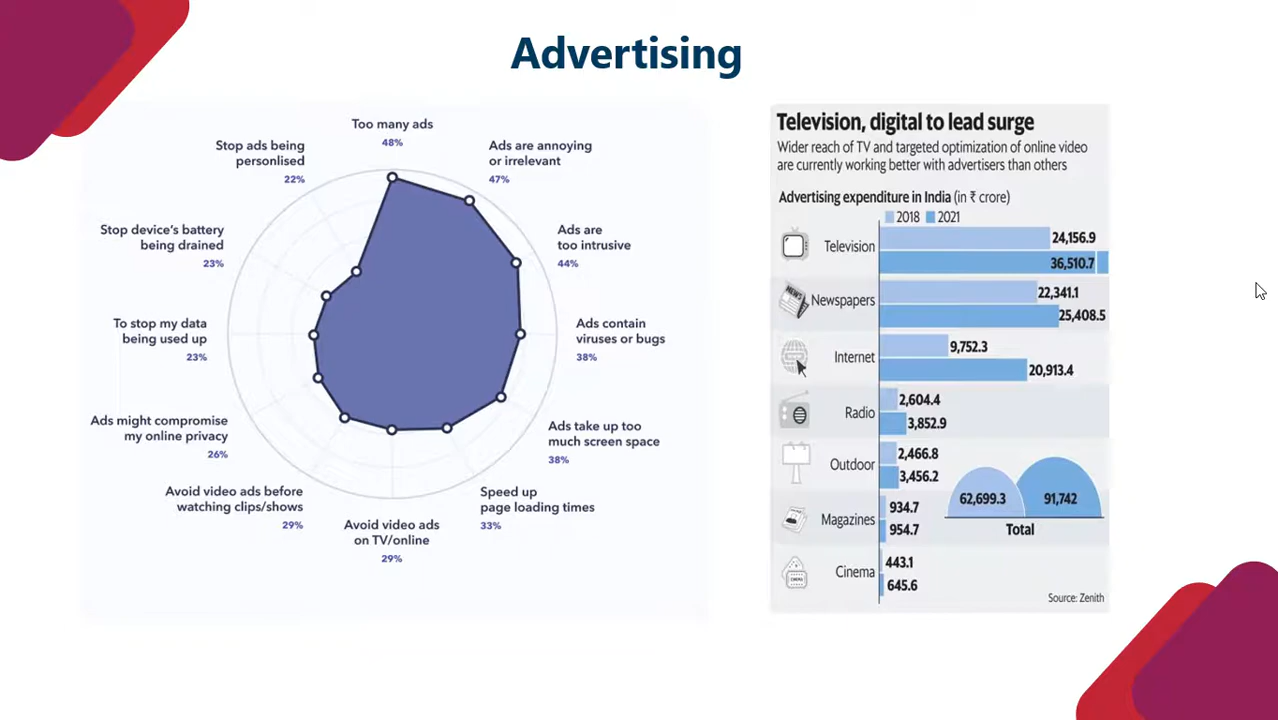 Advertising
Too many ads
48%
Ads are annoying
or irrelevant
47%
Ads are
too intrusive
44%
Ads contain
viruses or bugs
38%
Ads take up too
much screen space
38%
Speed up
page loading times
33%
Avoid video ads
on TV/online
29%
Avoid video ads before
watching clips/shows
29%
Ads might compromise
my online privacy
26%
To stop my data
being used up
23%
Stop device's battery
being drained
23%
Stop ads being
personlised
22%
Television, digital to lead surge
Wider reach of TV and targeted optimization of online video
are currently working better with advertisers than others
Advertising expenditure in India (in ₹ crore)
2018 2021
Television
24,156.9
36,510.7
Newspapers
22,341.1
25,408.5
Internet
9,752.3
20,913.4
Radio
2,604.4
3,852.9
Outdoor
2,466.8
3,456.2
Magazines
934.7
954.7
Cinema
443.1
645.6
62,699.3
91,742
Total
Source: Zenith